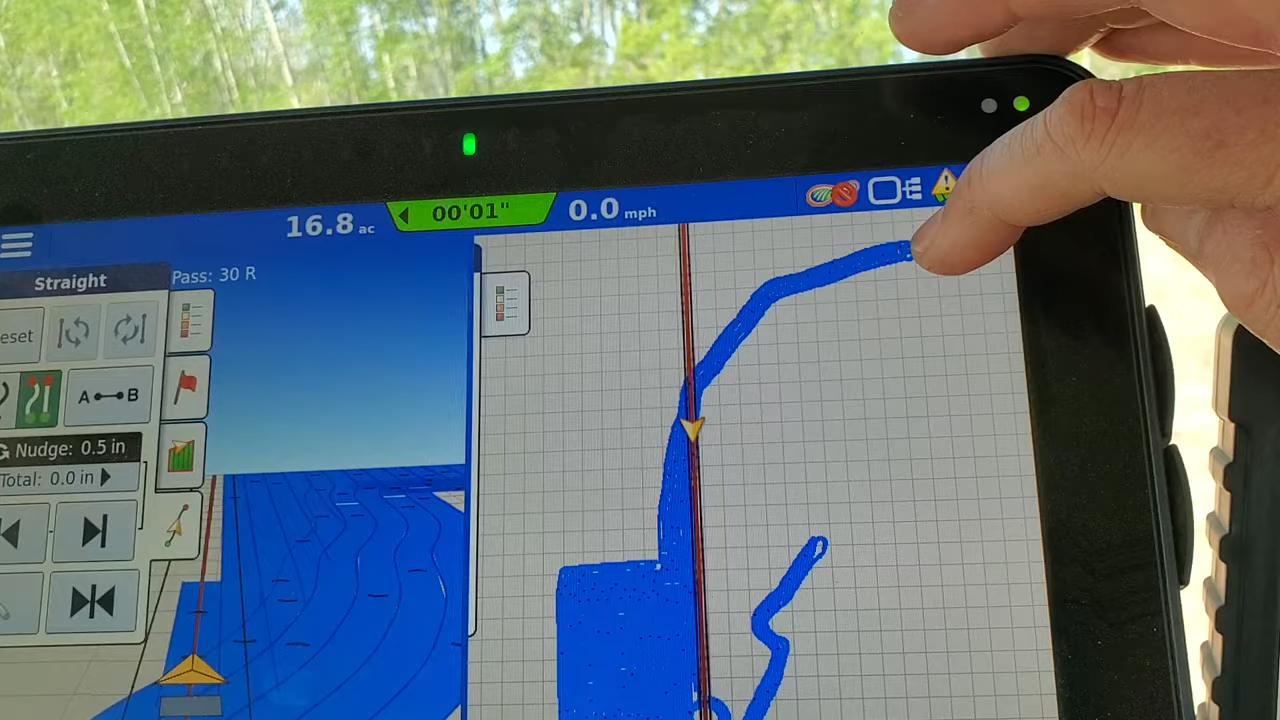 16.8 ac
00'01"
0.0 mph
Straight
Pass: 30 R
eset
A B
Nudge: 0.5 in
Total: 0.0 in